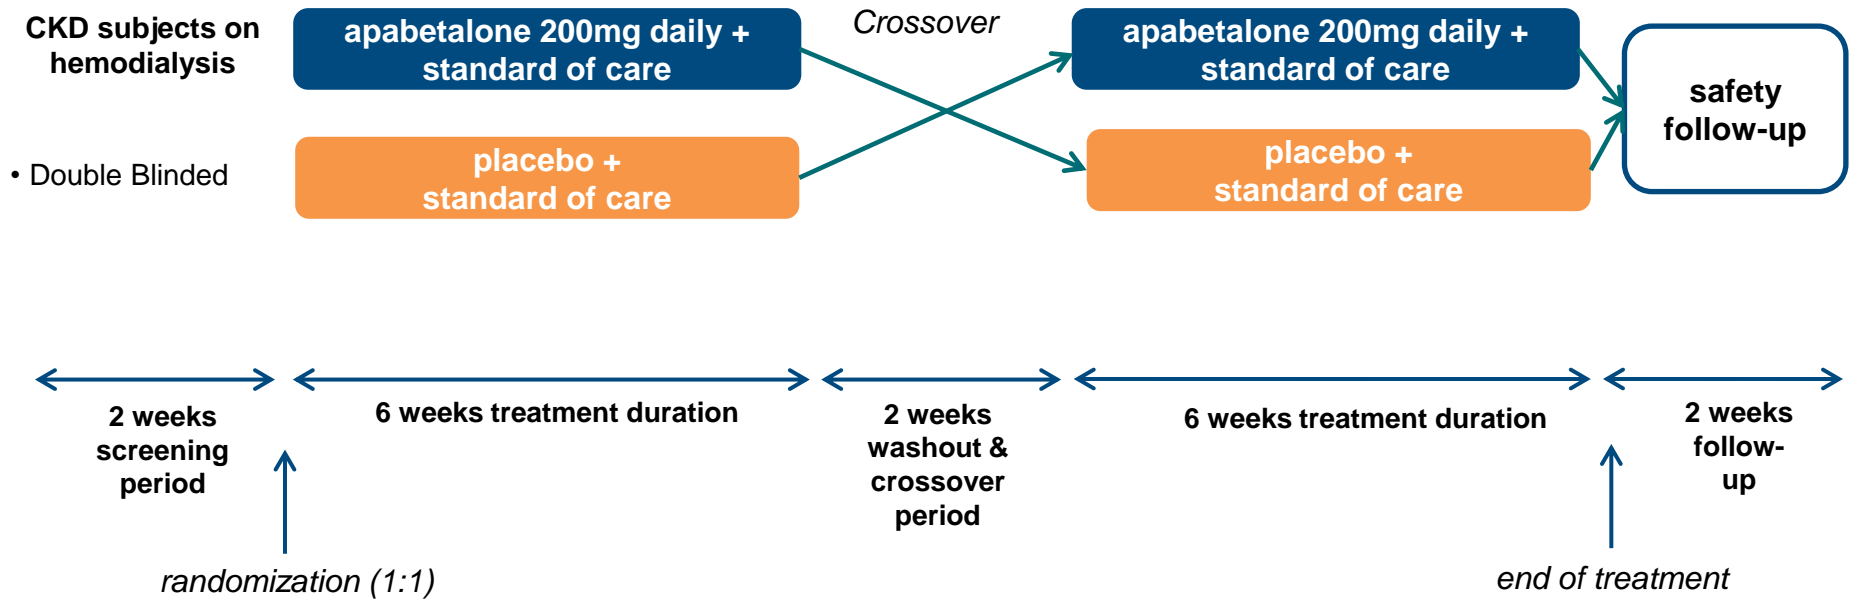 CKD subjects on
hemodialysis
• Double Blinded
apabetalone 200mg daily +
standard of care
placebo +
standard of care
Crossover
apabetalone 200mg daily +
standard of care
placebo +
standard of care
safety
follow-up
2 weeks
screening
period
6 weeks treatment duration
2 weeks
washout &
crossover
period
6 weeks treatment duration
2 weeks
follow-
up
randomization (1:1)
end of treatment